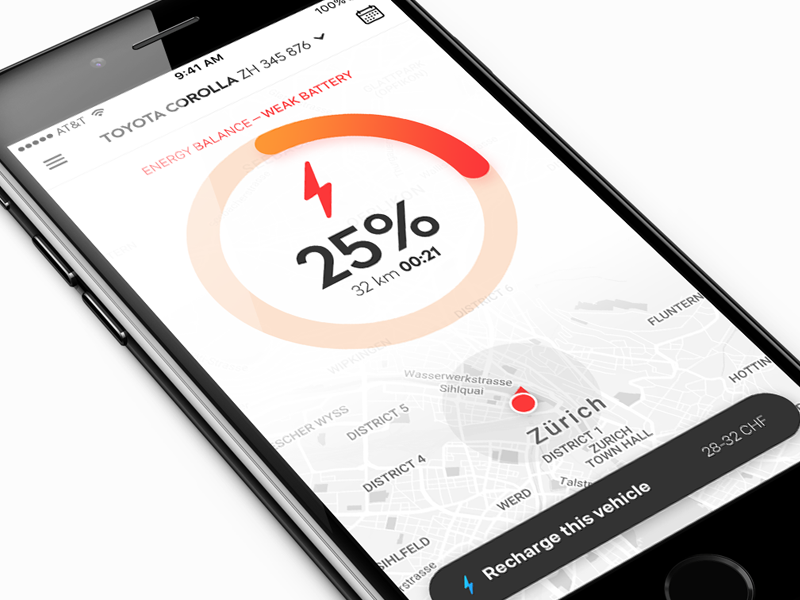 AT&T
9:41 AM
100%
TOYOTA COROLLA ZH 345 876
ENERGY BALANCE – WEAK BATTERY
25%
32 km 00:21
DISTRICT 6
WIPKINGEN
FLUNTERN
HOTTIN
Wasserwerkstrasse
Sihlquai
SCHER WYSS
DISTRICT 5
Zürich
DISTRICT 1
ZURICH
TOWN HALL
DISTRICT 4
Talstr
WERD
SIHLFELD
strasse
Recharge this vehicle 28-32 CHF